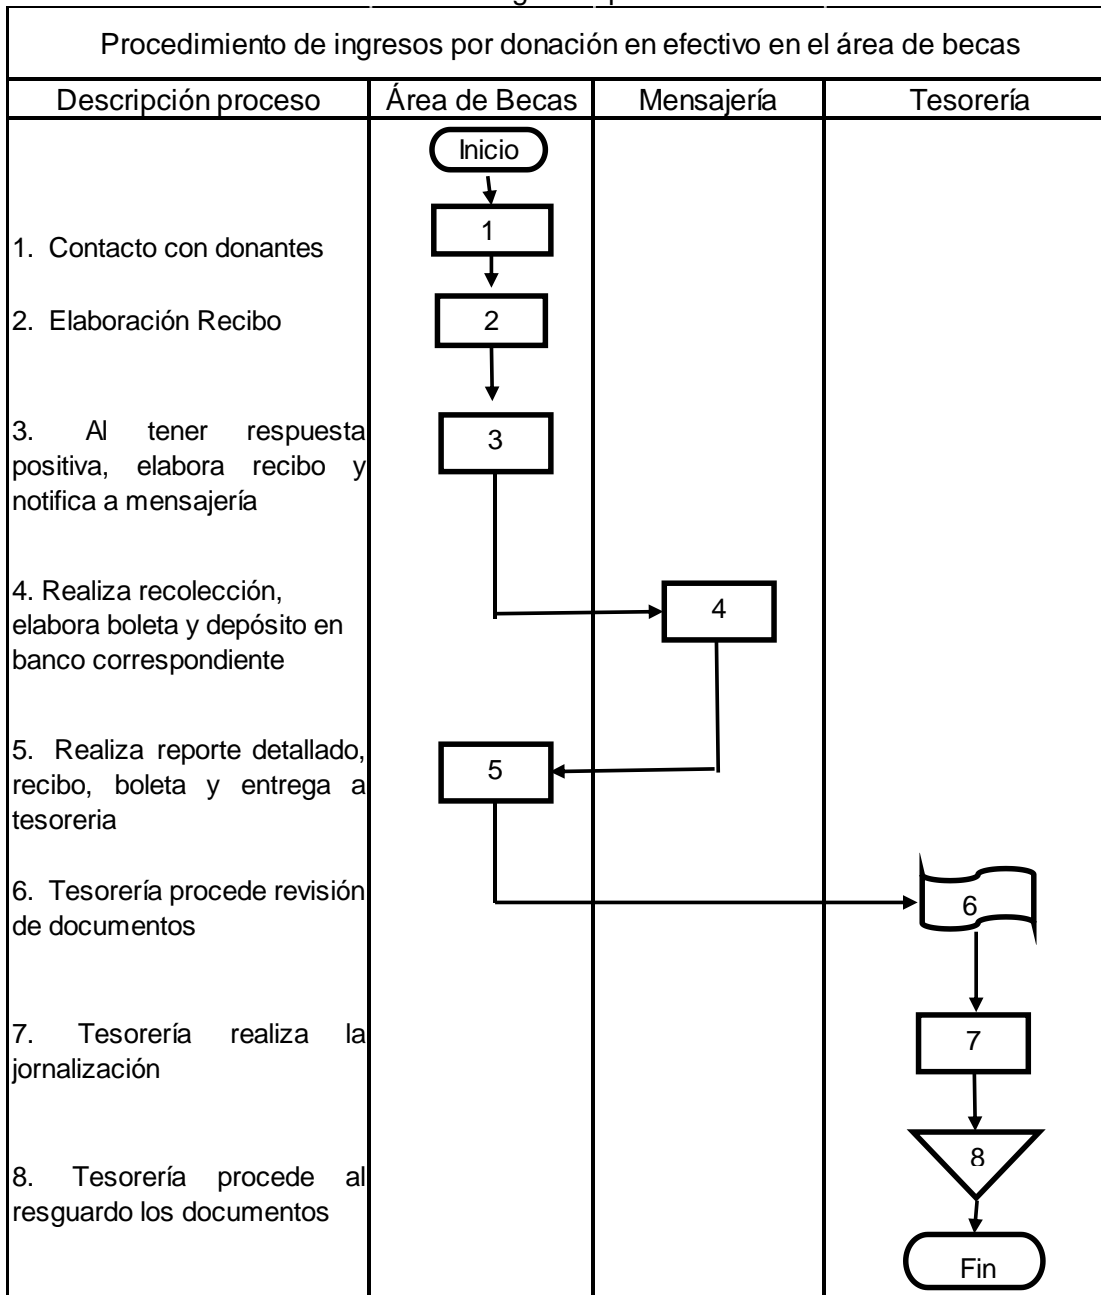 Procedimiento de ingresos por donación en efectivo en el área de becas
Descripción proceso
Área de Becas
Mensajería
Tesorería
Inicio
1. Contacto con donantes
1
2. Elaboración Recibo
2
3. Al tener respuesta
positiva, elabora recibo y
notifica a mensajería
3
4. Realiza recolección,
elabora boleta y depósito en
banco correspondiente
4
5. Realiza reporte detallado,
recibo, boleta y entrega a
tesoreria
5
6. Tesorería procede revisión
de documentos
6
7. Tesorería realiza la
jornalización
7
8. Tesorería procede al
resguardo los documentos
8
Fin